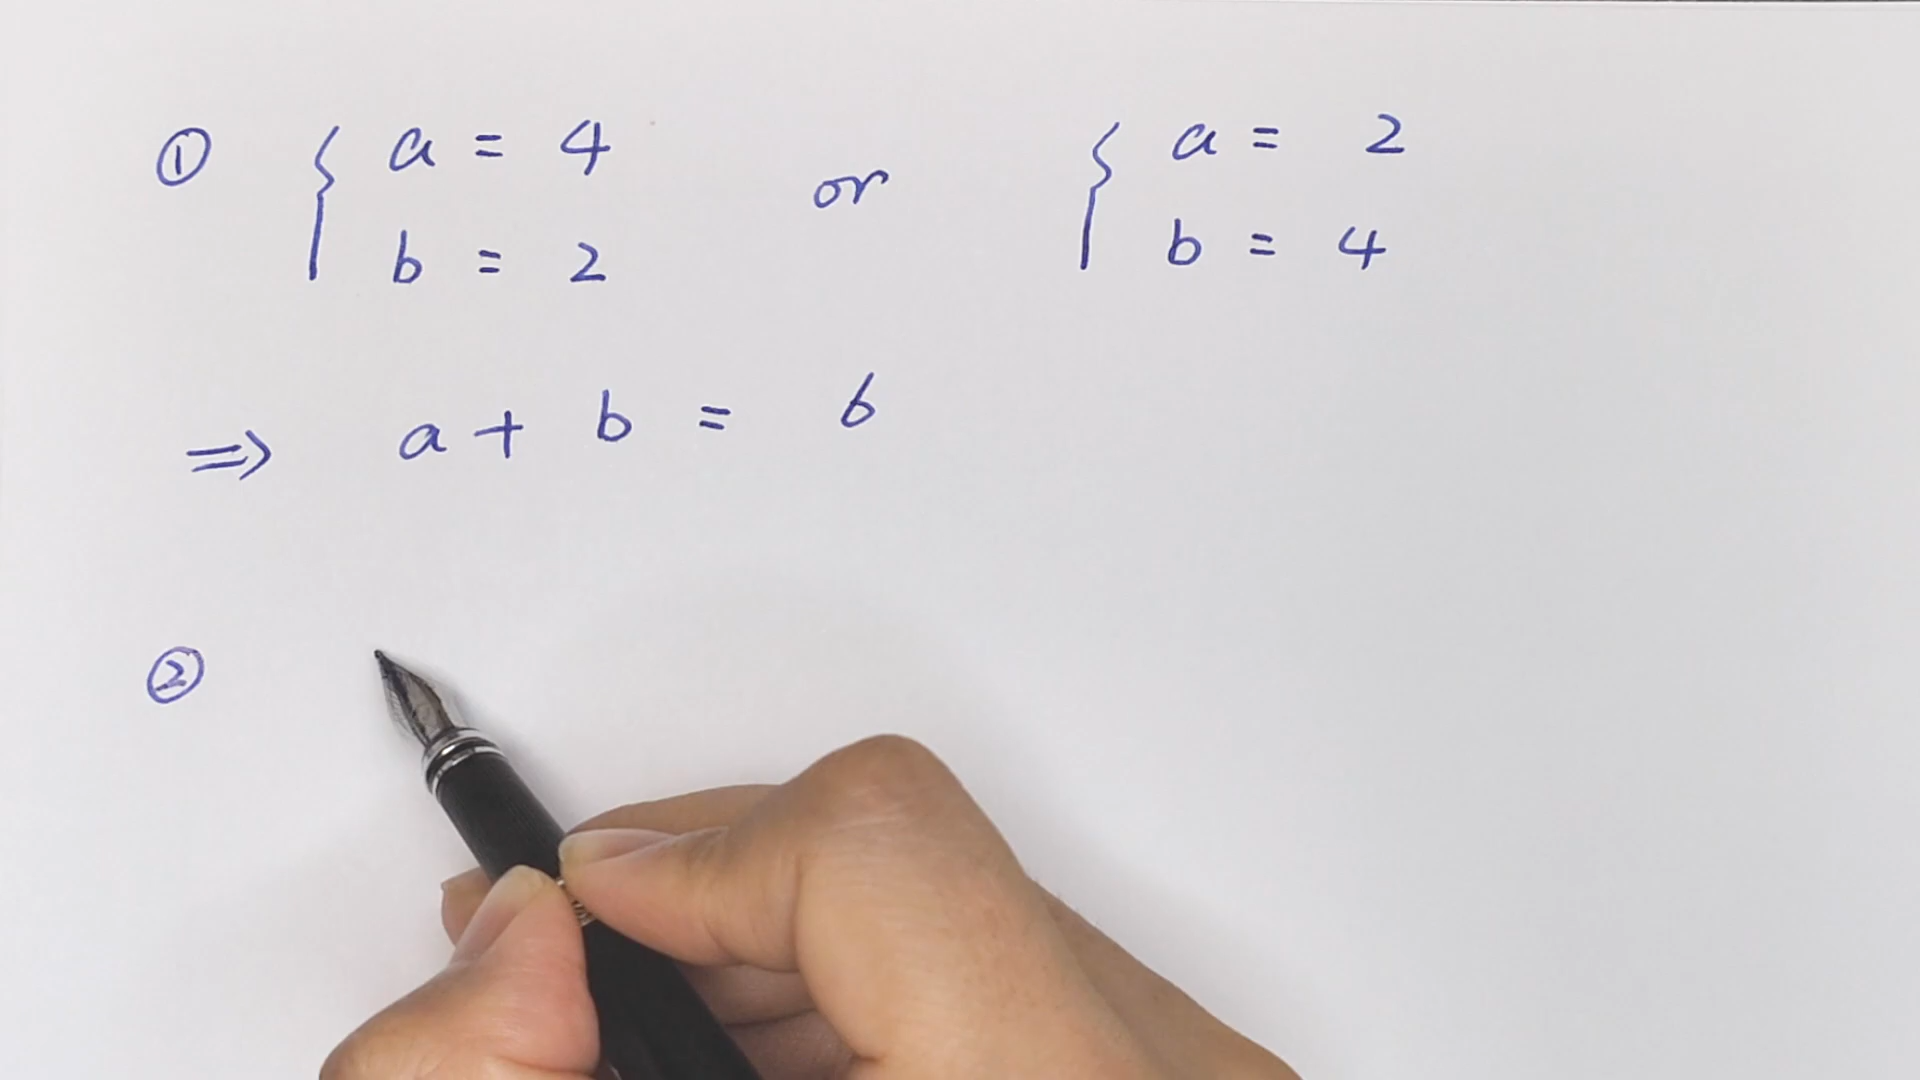 ① { a = 4 or { a = 2
b = 2 b = 4
⇒ a + b = 6
②